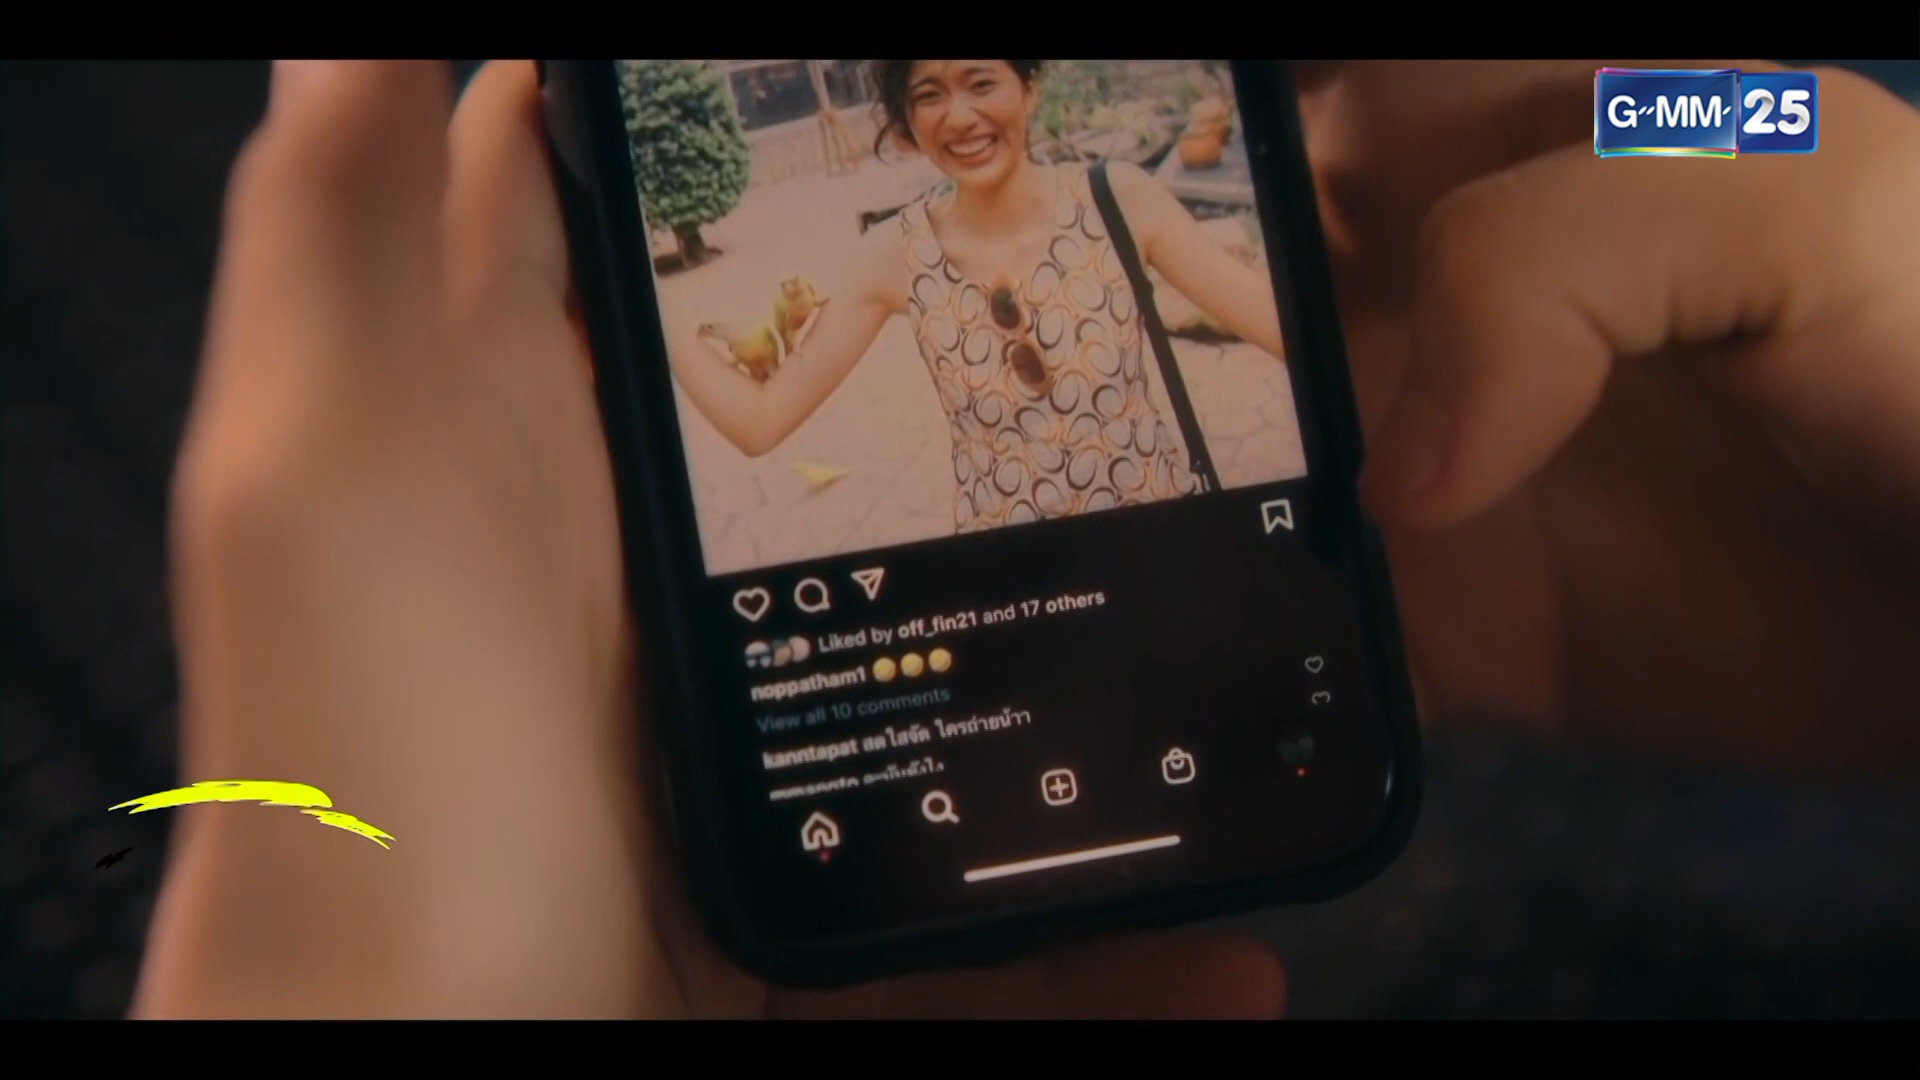 GMM 25
Liked by off_fin21 and 17 others
noppatham1
View all 10 comments
kanntapat สดใสจัด ใครถ่ายน้าา